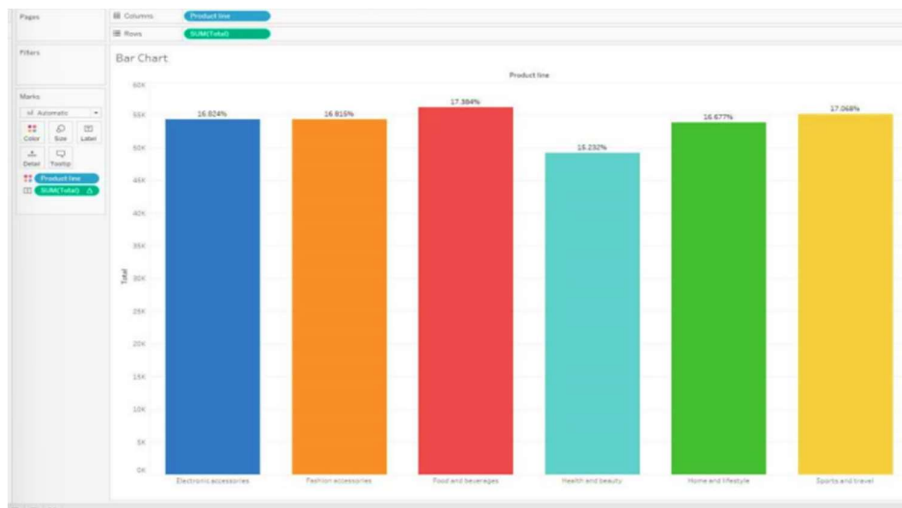 Pages
Columns
Product line
Rows
SUM(Total)
Filters
Bar Chart
Product line
Marks
Automatic
Color
Size
Label
Detail
Tooltip
Product line
SUM(Total)
60K
55K
50K
45K
40K
35K
30K
25K
20K
15K
10K
5K
0K
Total
16.824%
16.815%
17.384%
15.232%
16.677%
17.068%
Electronic accessories
Fashion accessories
Food and beverages
Health and beauty
Home and lifestyle
Sports and travel